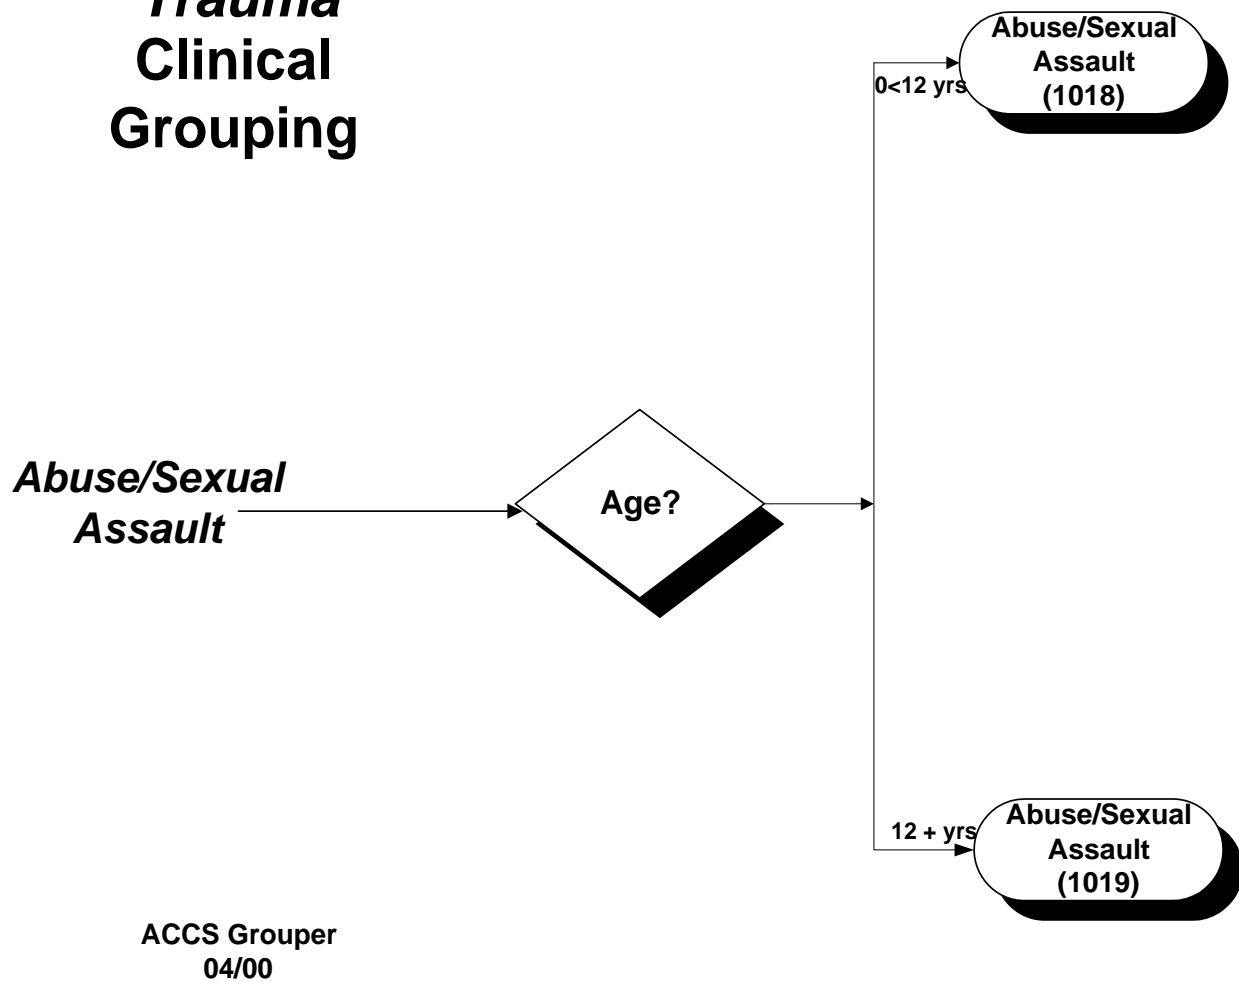 Trauma
Clinical
Grouping
Abuse/Sexual
Assault
(1018)
0<12 yrs
Abuse/Sexual
Assault
Age?
12 + yrs
Abuse/Sexual
Assault
(1019)
ACCS Grouper
04/00